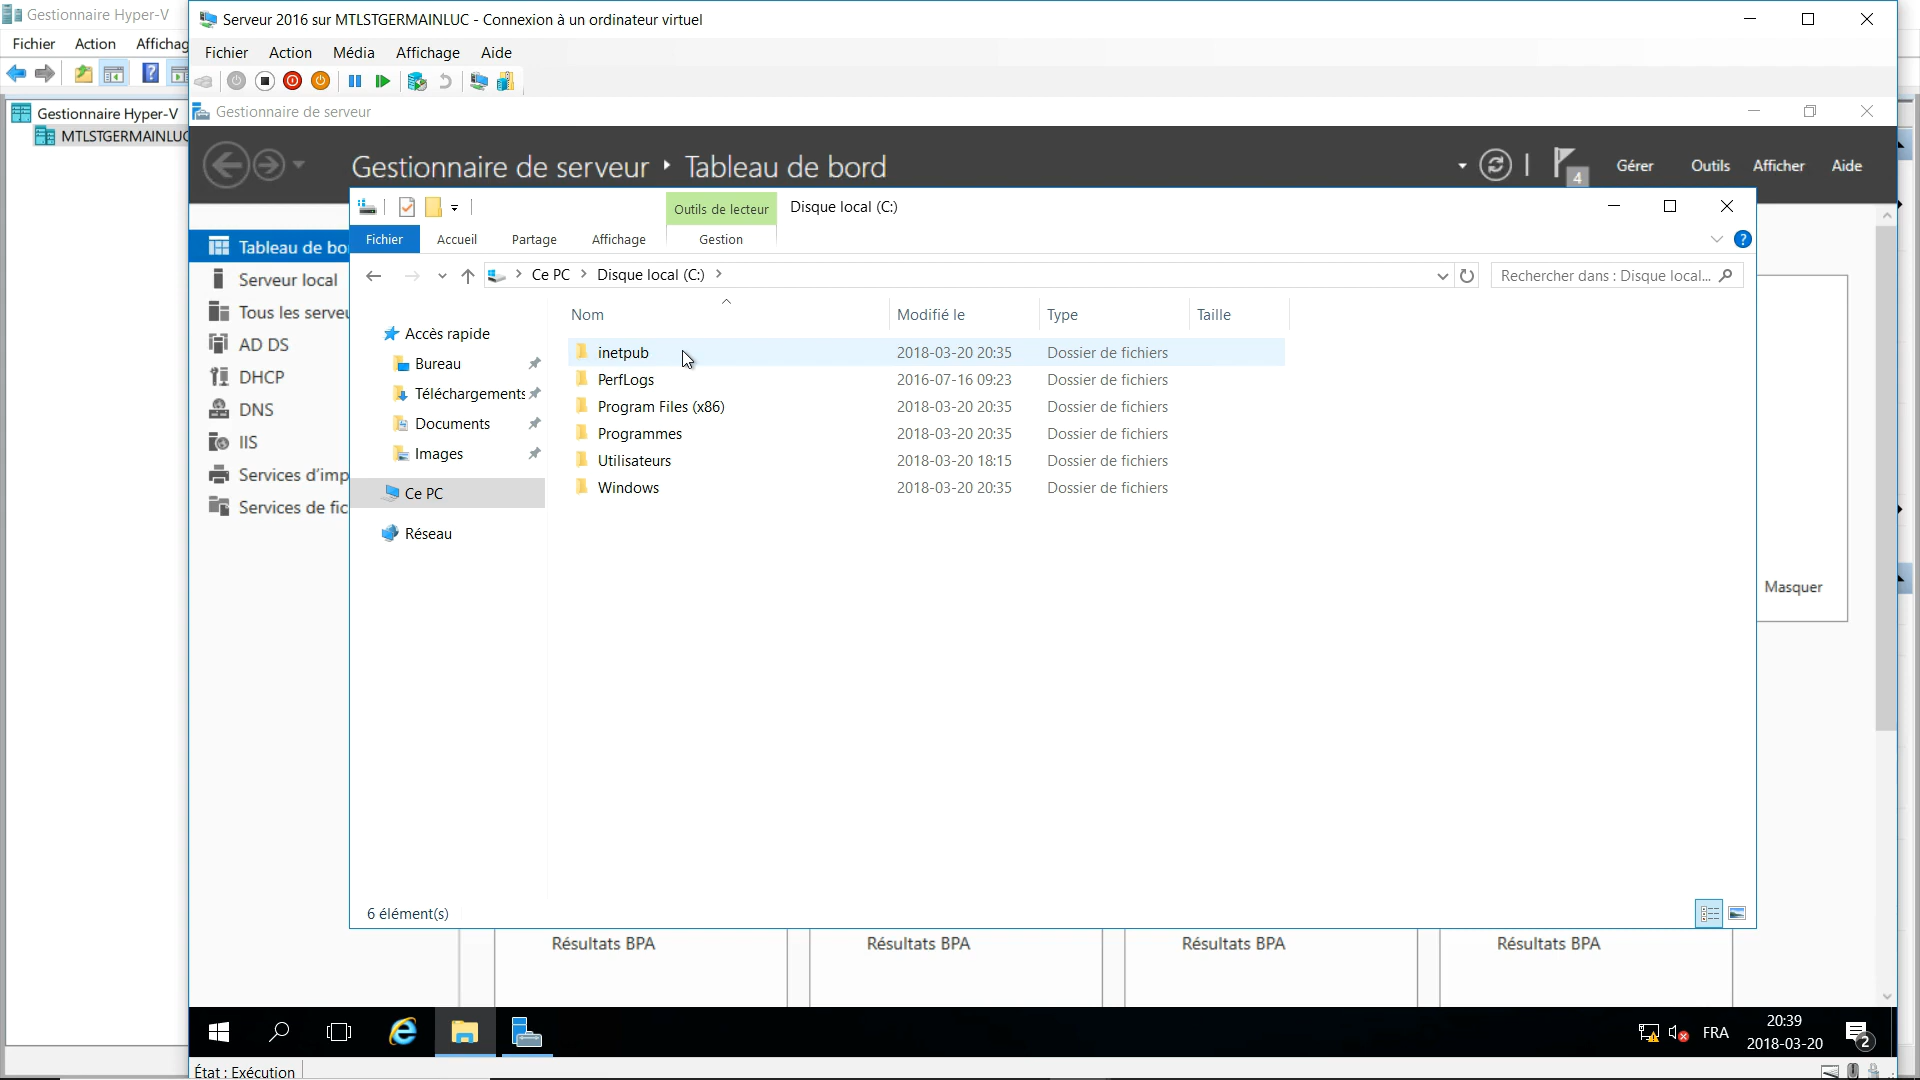 Gestionnaire Hyper-V
Serveur 2016 sur MTLSTGERMAINLUC - Connexion à un ordinateur virtuel
Fichier Action Affichag
Fichier Action Média Affichage Aide
Gestionnaire Hyper-V
MTLSTGERMAINLUC
Gestionnaire de serveur
Gestionnaire de serveur Tableau de bord
4
Gérer Outils Afficher Aide
Outils de lecteur Disque local (C:)
Fichier Accueil Partage Affichage Gestion
Ce PC Disque local (C:)
Rechercher dans : Disque local...
Tableau de bo
Serveur local
Tous les serveu
AD DS
DHCP
DNS
IIS
Services d'imp
Services de fic
Accès rapide
Bureau
Téléchargements
Documents
Images
Ce PC
Réseau
Nom Modifié le Type Taille
inetpub 2018-03-20 20:35 Dossier de fichiers
PerfLogs 2016-07-16 09:23 Dossier de fichiers
Program Files (x86) 2018-03-20 20:35 Dossier de fichiers
Programmes 2018-03-20 20:35 Dossier de fichiers
Utilisateurs 2018-03-20 18:15 Dossier de fichiers
Windows 2018-03-20 20:35 Dossier de fichiers
Masquer
6 élément(s)
Résultats BPA Résultats BPA Résultats BPA Résultats BPA
FRA
20:39
2018-03-20
2
État : Exécution